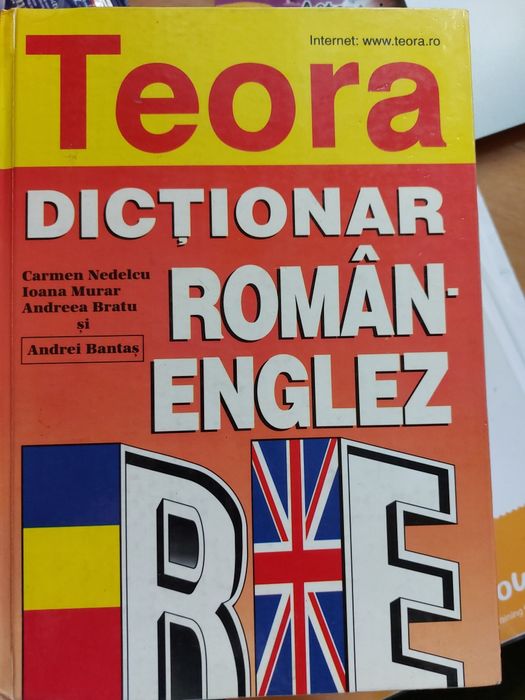 Internet: www.teora.ro
Teora
DICȚIONAR
Carmen Nedelcu
Ioana Murar
Andreea Bratu
și
Andrei Bantaș
ROMÂN-
ENGLEZ
R E